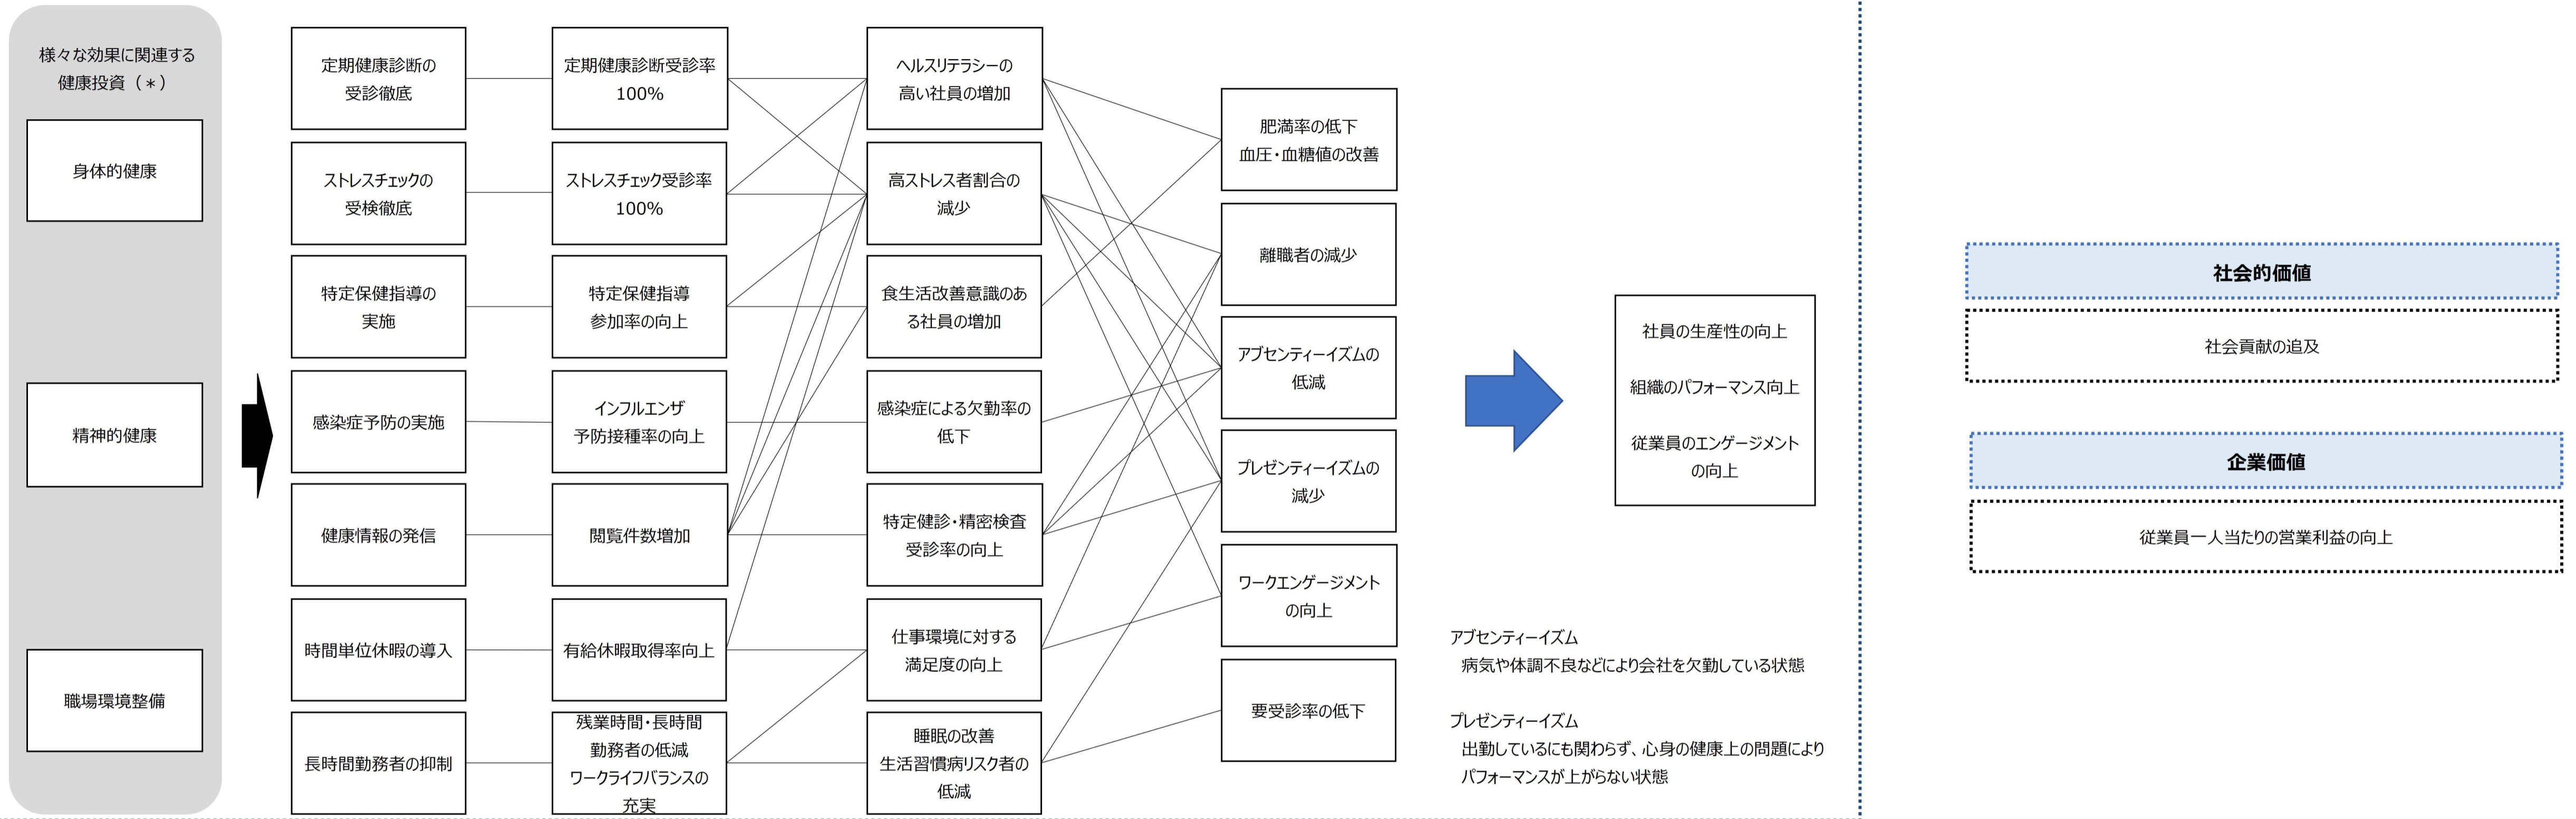 様々な効果に関連する
健康投資（＊）
身体的健康
精神的健康
職場環境整備
定期健康診断の
受診徹底
ストレスチェックの
受検徹底
特定保健指導の
実施
感染症予防の実施
健康情報の発信
時間単位休暇の導入
長時間勤務者の抑制
定期健康診断受診率
100%
ストレスチェック受診率
100%
特定保健指導
参加率の向上
インフルエンザ
予防接種率の向上
閲覧件数増加
有給休暇取得率向上
残業時間・長時間
勤務者の低減
ワークライフバランスの
充実
ヘルスリテラシーの
高い社員の増加
高ストレス者割合の
減少
食生活改善意識のあ
る社員の増加
感染症による欠勤率の
低下
特定健診・精密検査
受診率の向上
仕事環境に対する
満足度の向上
睡眠の改善
生活習慣病リスク者の
低減
肥満率の低下
血圧・血糖値の改善
離職者の減少
アブセンティーイズムの
低減
プレゼンティーイズムの
減少
ワークエンゲージメント
の向上
要受診率の低下
社員の生産性の向上
組織のパフォーマンス向上
従業員のエンゲージメント
の向上
アブセンティーイズム
病気や体調不良などにより会社を欠勤している状態
プレゼンティーイズム
出勤しているにも関わらず、心身の健康上の問題により
パフォーマンスが上がらない状態
社会的価値
社会貢献の追及
企業価値
従業員一人当たりの営業利益の向上